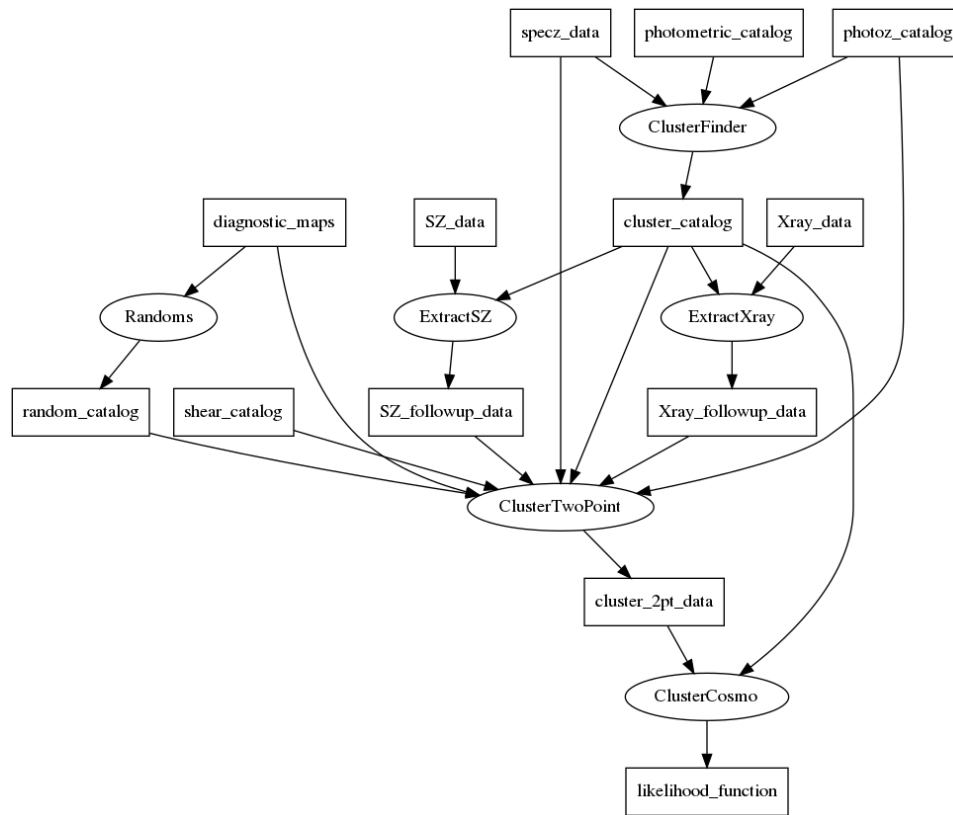 specz_data
photometric_catalog
photoz_catalog
ClusterFinder
diagnostic_maps
SZ_data
cluster_catalog
Xray_data
Randoms
ExtractSZ
ExtractXray
random_catalog
shear_catalog
SZ_followup_data
Xray_followup_data
ClusterTwoPoint
cluster_2pt_data
ClusterCosmo
likelihood_function